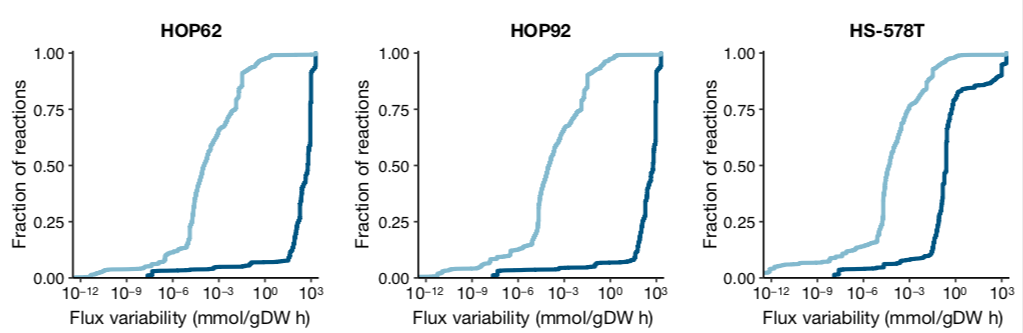 HOP62
HOP92
HS-578T
Fraction of reactions
1.00
0.75
0.50
0.25
0.00
10⁻¹² 10⁻⁹ 10⁻⁶ 10⁻³ 10⁰ 10³
Flux variability (mmol/gDW h)
Fraction of reactions
1.00
0.75
0.50
0.25
0.00
10⁻¹² 10⁻⁹ 10⁻⁶ 10⁻³ 10⁰ 10³
Flux variability (mmol/gDW h)
Fraction of reactions
1.00
0.75
0.50
0.25
0.00
10⁻¹² 10⁻⁹ 10⁻⁶ 10⁻³ 10⁰ 10³
Flux variability (mmol/gDW h)